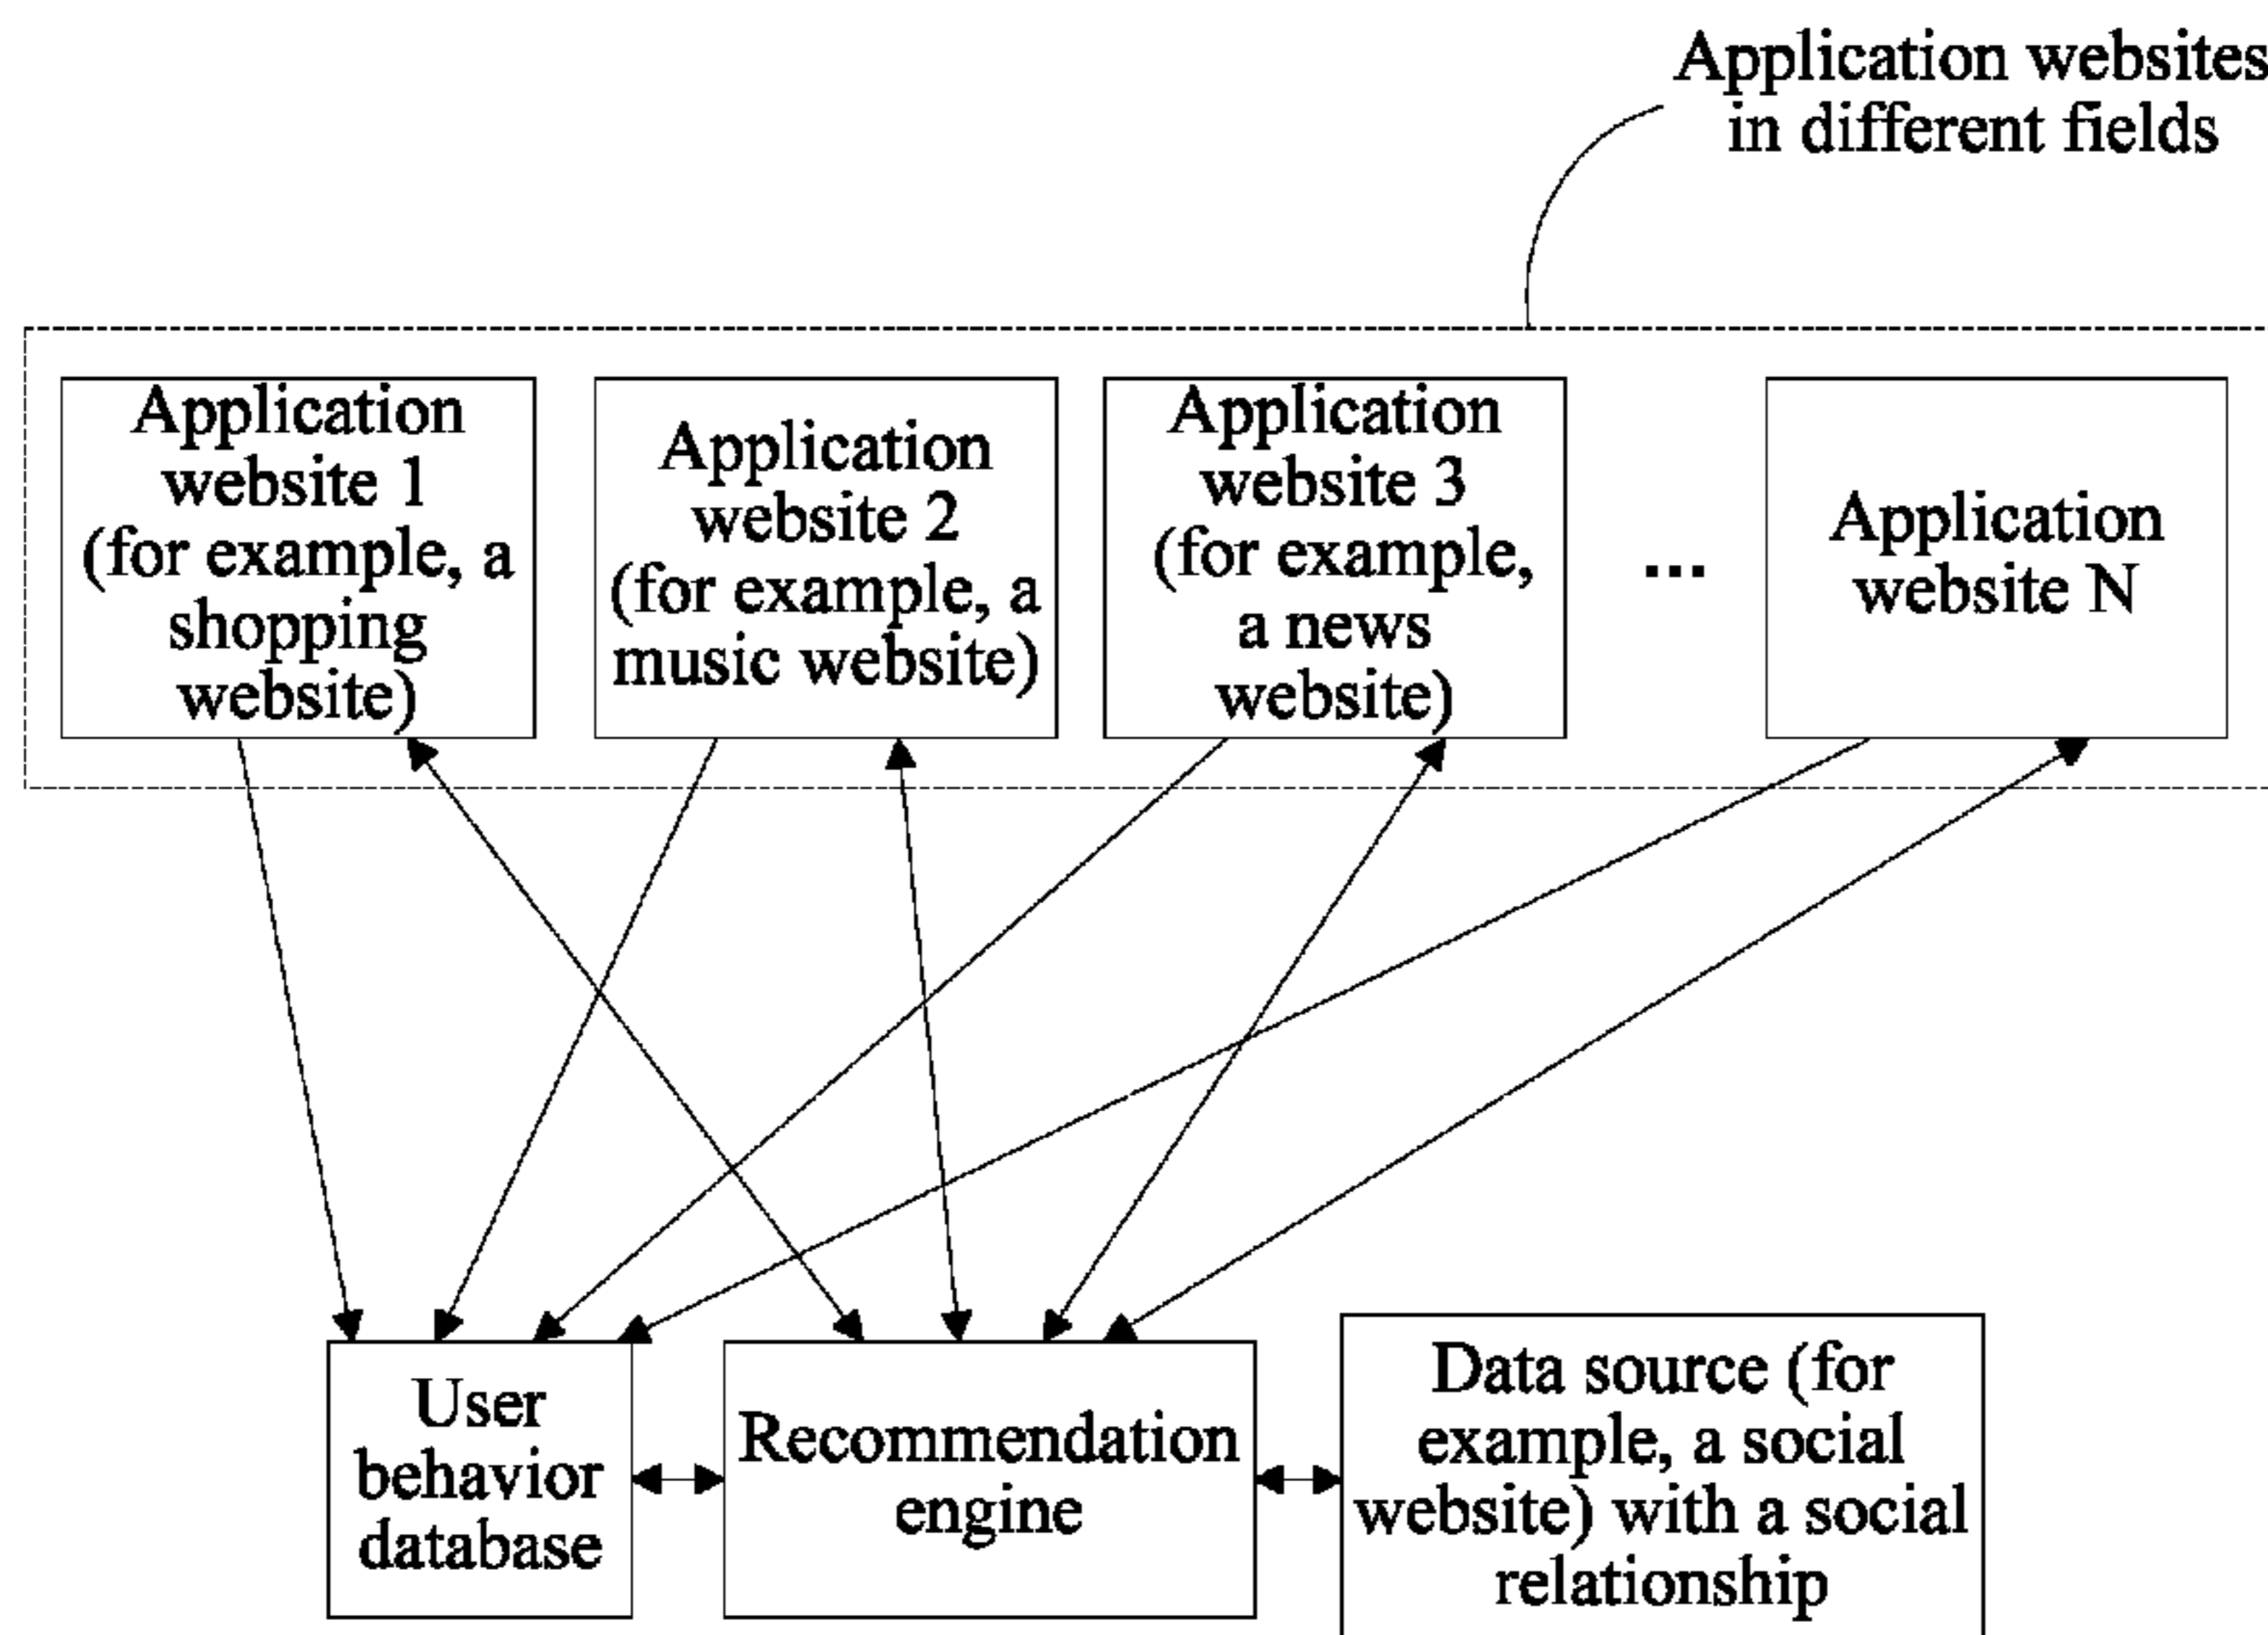 Application websites
in different fields
Application
website 1
(for example, a
shopping
website)
Application
website 2
(for example, a
music website)
Application
website 3
(for example,
a news
website)
...
Application
website N
User
behavior
database
Recommendation
engine
Data source (for
example, a social
website) with a social
relationship